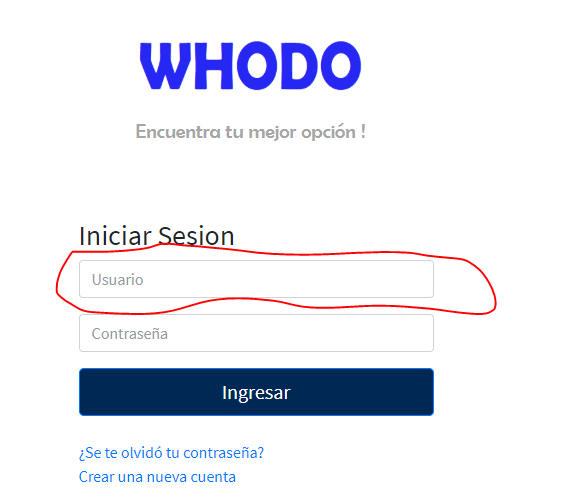 WHODO
Encuentra tu mejor opción !
Iniciar Sesion
Usuario
Contraseña
Ingresar
¿Se te olvidó tu contraseña?
Crear una nueva cuenta